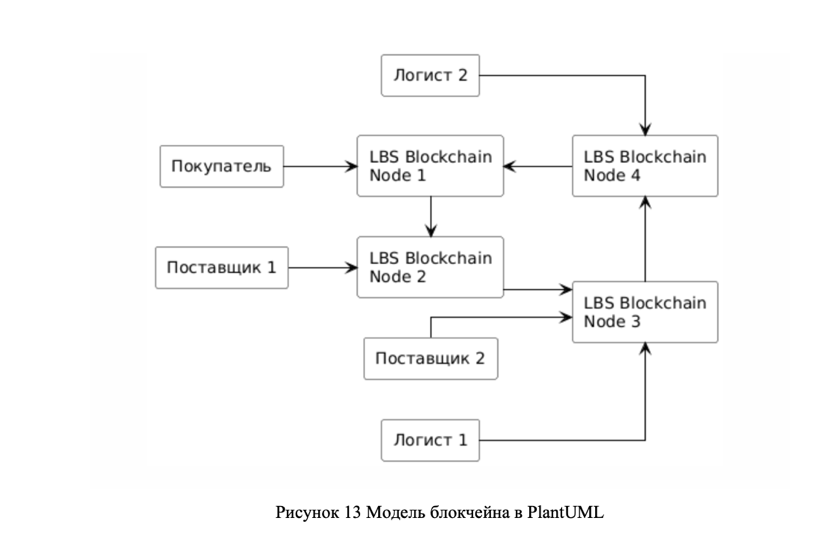 Логист 2
Покупатель
LBS Blockchain
Node 1
LBS Blockchain
Node 4
Поставщик 1
LBS Blockchain
Node 2
LBS Blockchain
Node 3
Поставщик 2
Логист 1
Рисунок 13 Модель блокчейна в PlantUML